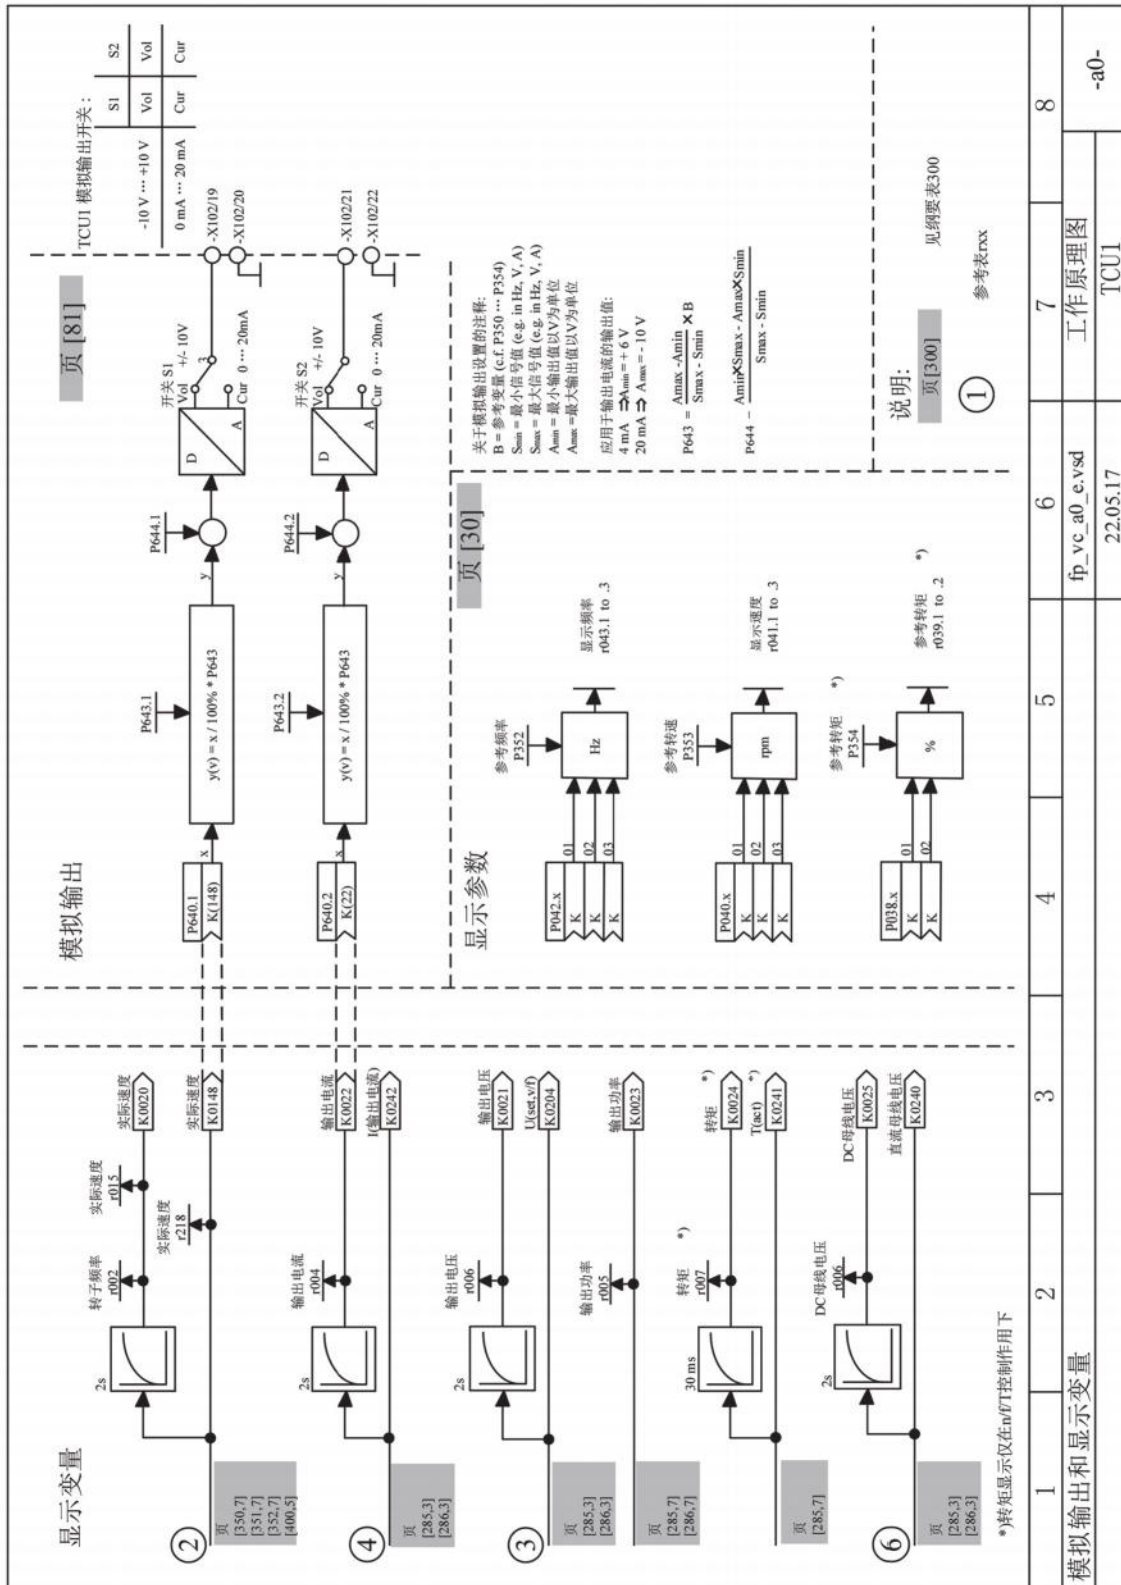 显示变量
模拟输出
页 [81]
TCU1 模拟输出开关：
S1 S2
-10 V ··· +10 V Vol Vol
0 mA ··· 20 mA Cur Cur
②
页
[350,7]
[351,7]
[352,7]
[400,5]
2s
转子频率
r002
实际速度
r015
实际速度
K0020
实际速度
r218
实际速度
K0148
P640.1
K(148)
x
P643.1
y(v) = x / 100% * P643
y
P644.1
D
A
开关 S1
Vol +/- 10V
3
Cur 0 ··· 20mA
-X102/19
-X102/20
④
页
[285,3]
[286,3]
2s
输出电流
r004
输出电流
K0022
I(输出电流)
K0242
P640.2
K(22)
x
P643.2
y(v) = x / 100% * P643
y
P644.2
D
A
开关 S2
Vol +/- 10V
Cur 0 ··· 20mA
-X102/21
-X102/22
③
页
[285,3]
[286,3]
2s
输出电压
r006
输出电压
K0021
U(set,v/f)
K0204
页
[285,7]
[286,7]
输出功率
r005
输出功率
K0023
页
[285,7]
30 ms
转矩 *)
r007
转矩 *)
K0024
T(act) *)
K0241
⑥
页
[285,3]
[286,3]
2s
DC母线电压
r006
DC母线电压
K0025
直流母线电压
K0240
*)转矩显示仅在n/f/T控制作用下
显示参数
页 [30]
P042.x
K 01
K 02
K 03
参考频率
P352
Hz
显示频率
r043.1 to .3
P040.x
K 01
K 02
K 03
参考转速
P353
rpm
显示速度
r041.1 to .3
P038.x
K 01
K 02
参考转矩 *)
P354
%
参考转矩 *)
r039.1 to .2
关于模拟输出设置的注释:
B = 参考变量 (c.f. P350 ··· P354)
Smin = 最小信号值 (e.g. in Hz, V, A)
Smax = 最大信号值 (e.g. in Hz, V, A)
Amin = 最小输出值以V为单位
Amax =最大输出值以V为单位
应用于输出电流的输出值:
4 mA ⇒Amin = + 6 V
20 mA ⇒ Amax = - 10 V
P643 = Amax -Amin / Smax - Smin ×B
P644 – Amin×Smax - Amax×Smin / Smax - Smin
说明:
页[300] 见纲要表300
① 参考表rxx
1 2 3 4 5 6 7 8
模拟输出和显示变量
fp_vc_a0_e.vsd
22.05.17
工作原理图
TCU1
-a0-